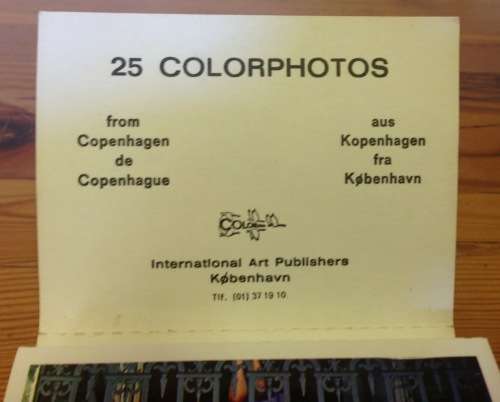 25 COLORPHOTOS
from
Copenhagen
de
Copenhague
aus
Kopenhagen
fra
København
International Art Publishers
København
Tlf. (01) 37 19 10